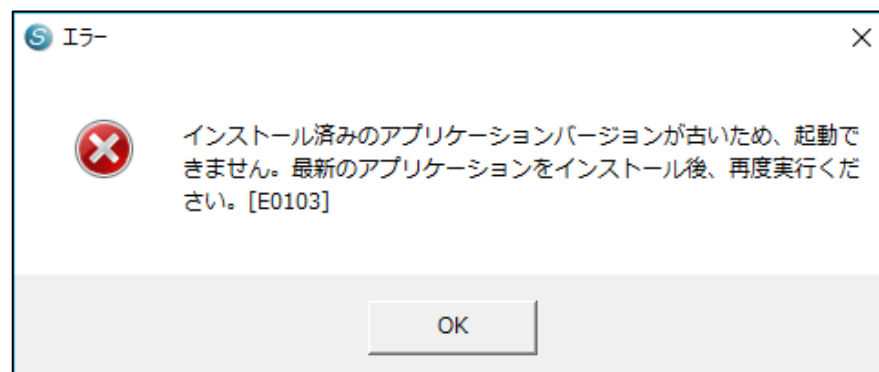 エラー
インストール済みのアプリケーションバージョンが古いため、起動で
きません。最新のアプリケーションをインストール後、再度実行くだ
さい。[E0103]
OK